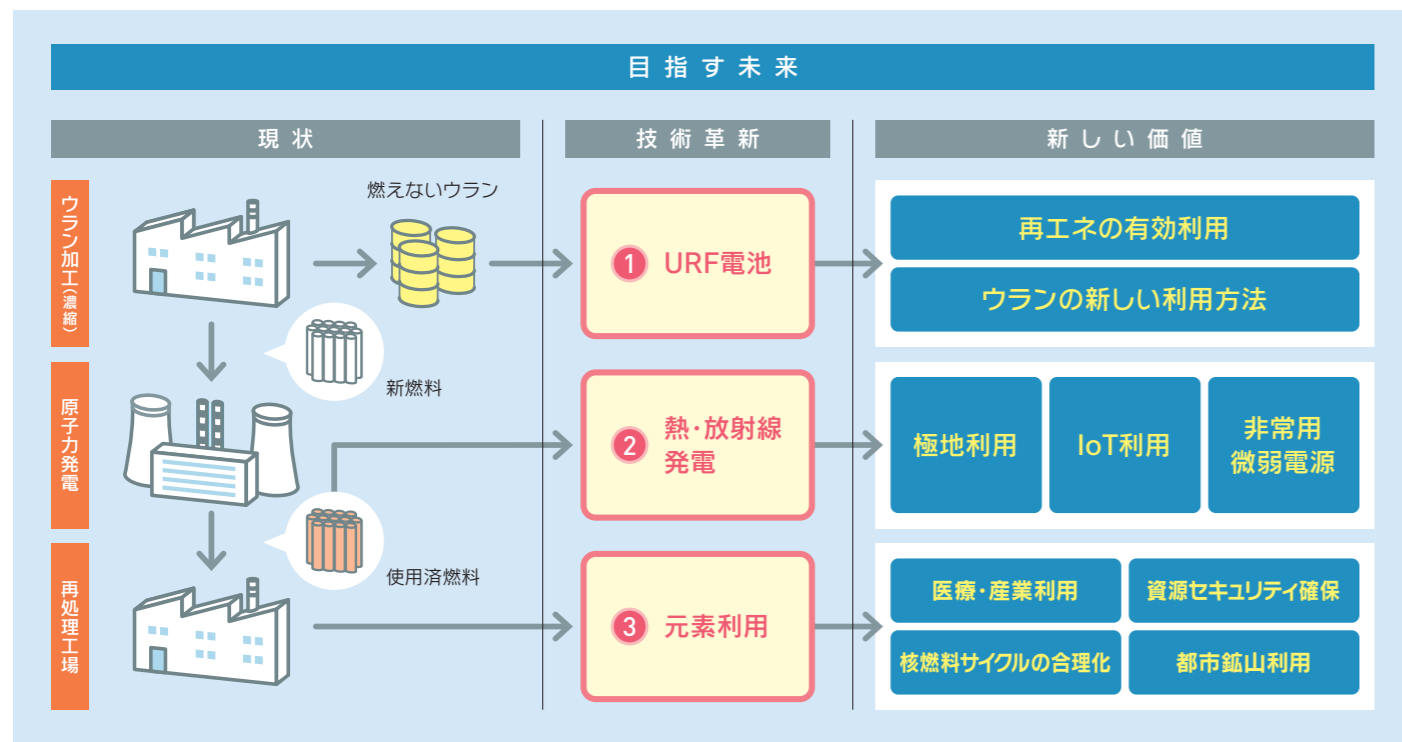 目指す未来
現状
技術革新
新しい価値
ウラン加工(濃縮)
燃えないウラン
新燃料
1 URF電池
再エネの有効利用
ウランの新しい利用方法
原子力発電
使用済燃料
2 熱・放射線
発電
極地利用
IoT利用
非常用
微弱電源
再処理工場
3 元素利用
医療・産業利用
資源セキュリティ確保
核燃料サイクルの合理化
都市鉱山利用